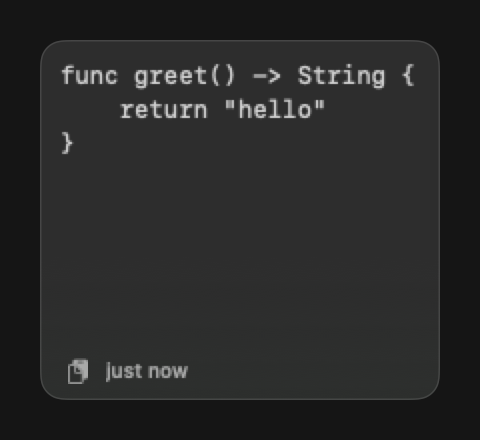 func greet() -> String {
    return "hello"
}
just now